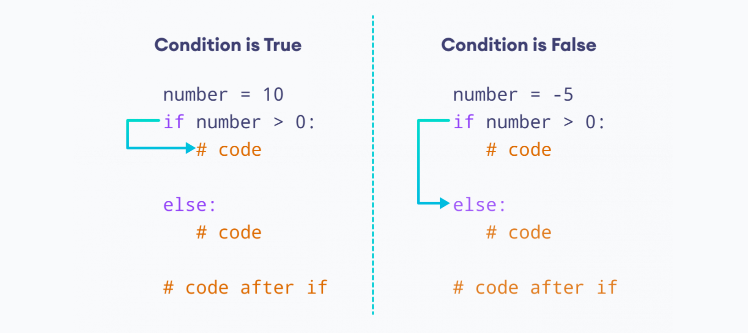 Condition is True
number = 10
if number > 0:
# code
else:
# code
# code after if
Condition is False
number = -5
if number > 0:
# code
else:
# code
# code after if